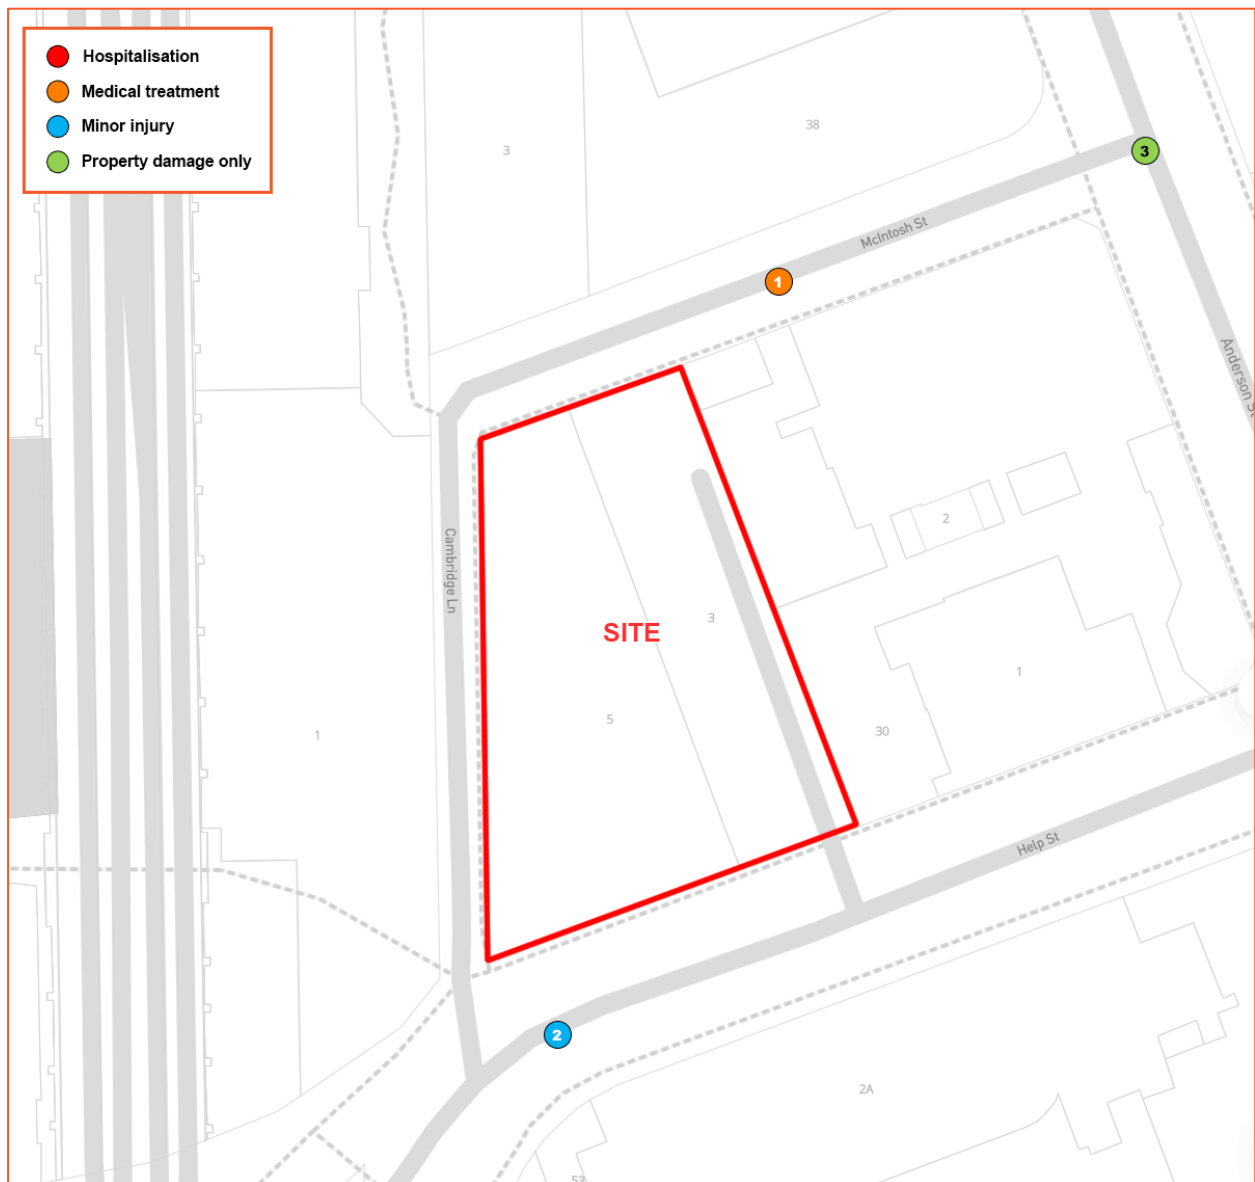 Hospitalisation
Medical treatment
Minor injury
Property damage only
3
38
3
McIntosh St
1
Anderson St
Cambridge Ln
2
SITE
3
1
5
30
1
Help St
2
2A
53